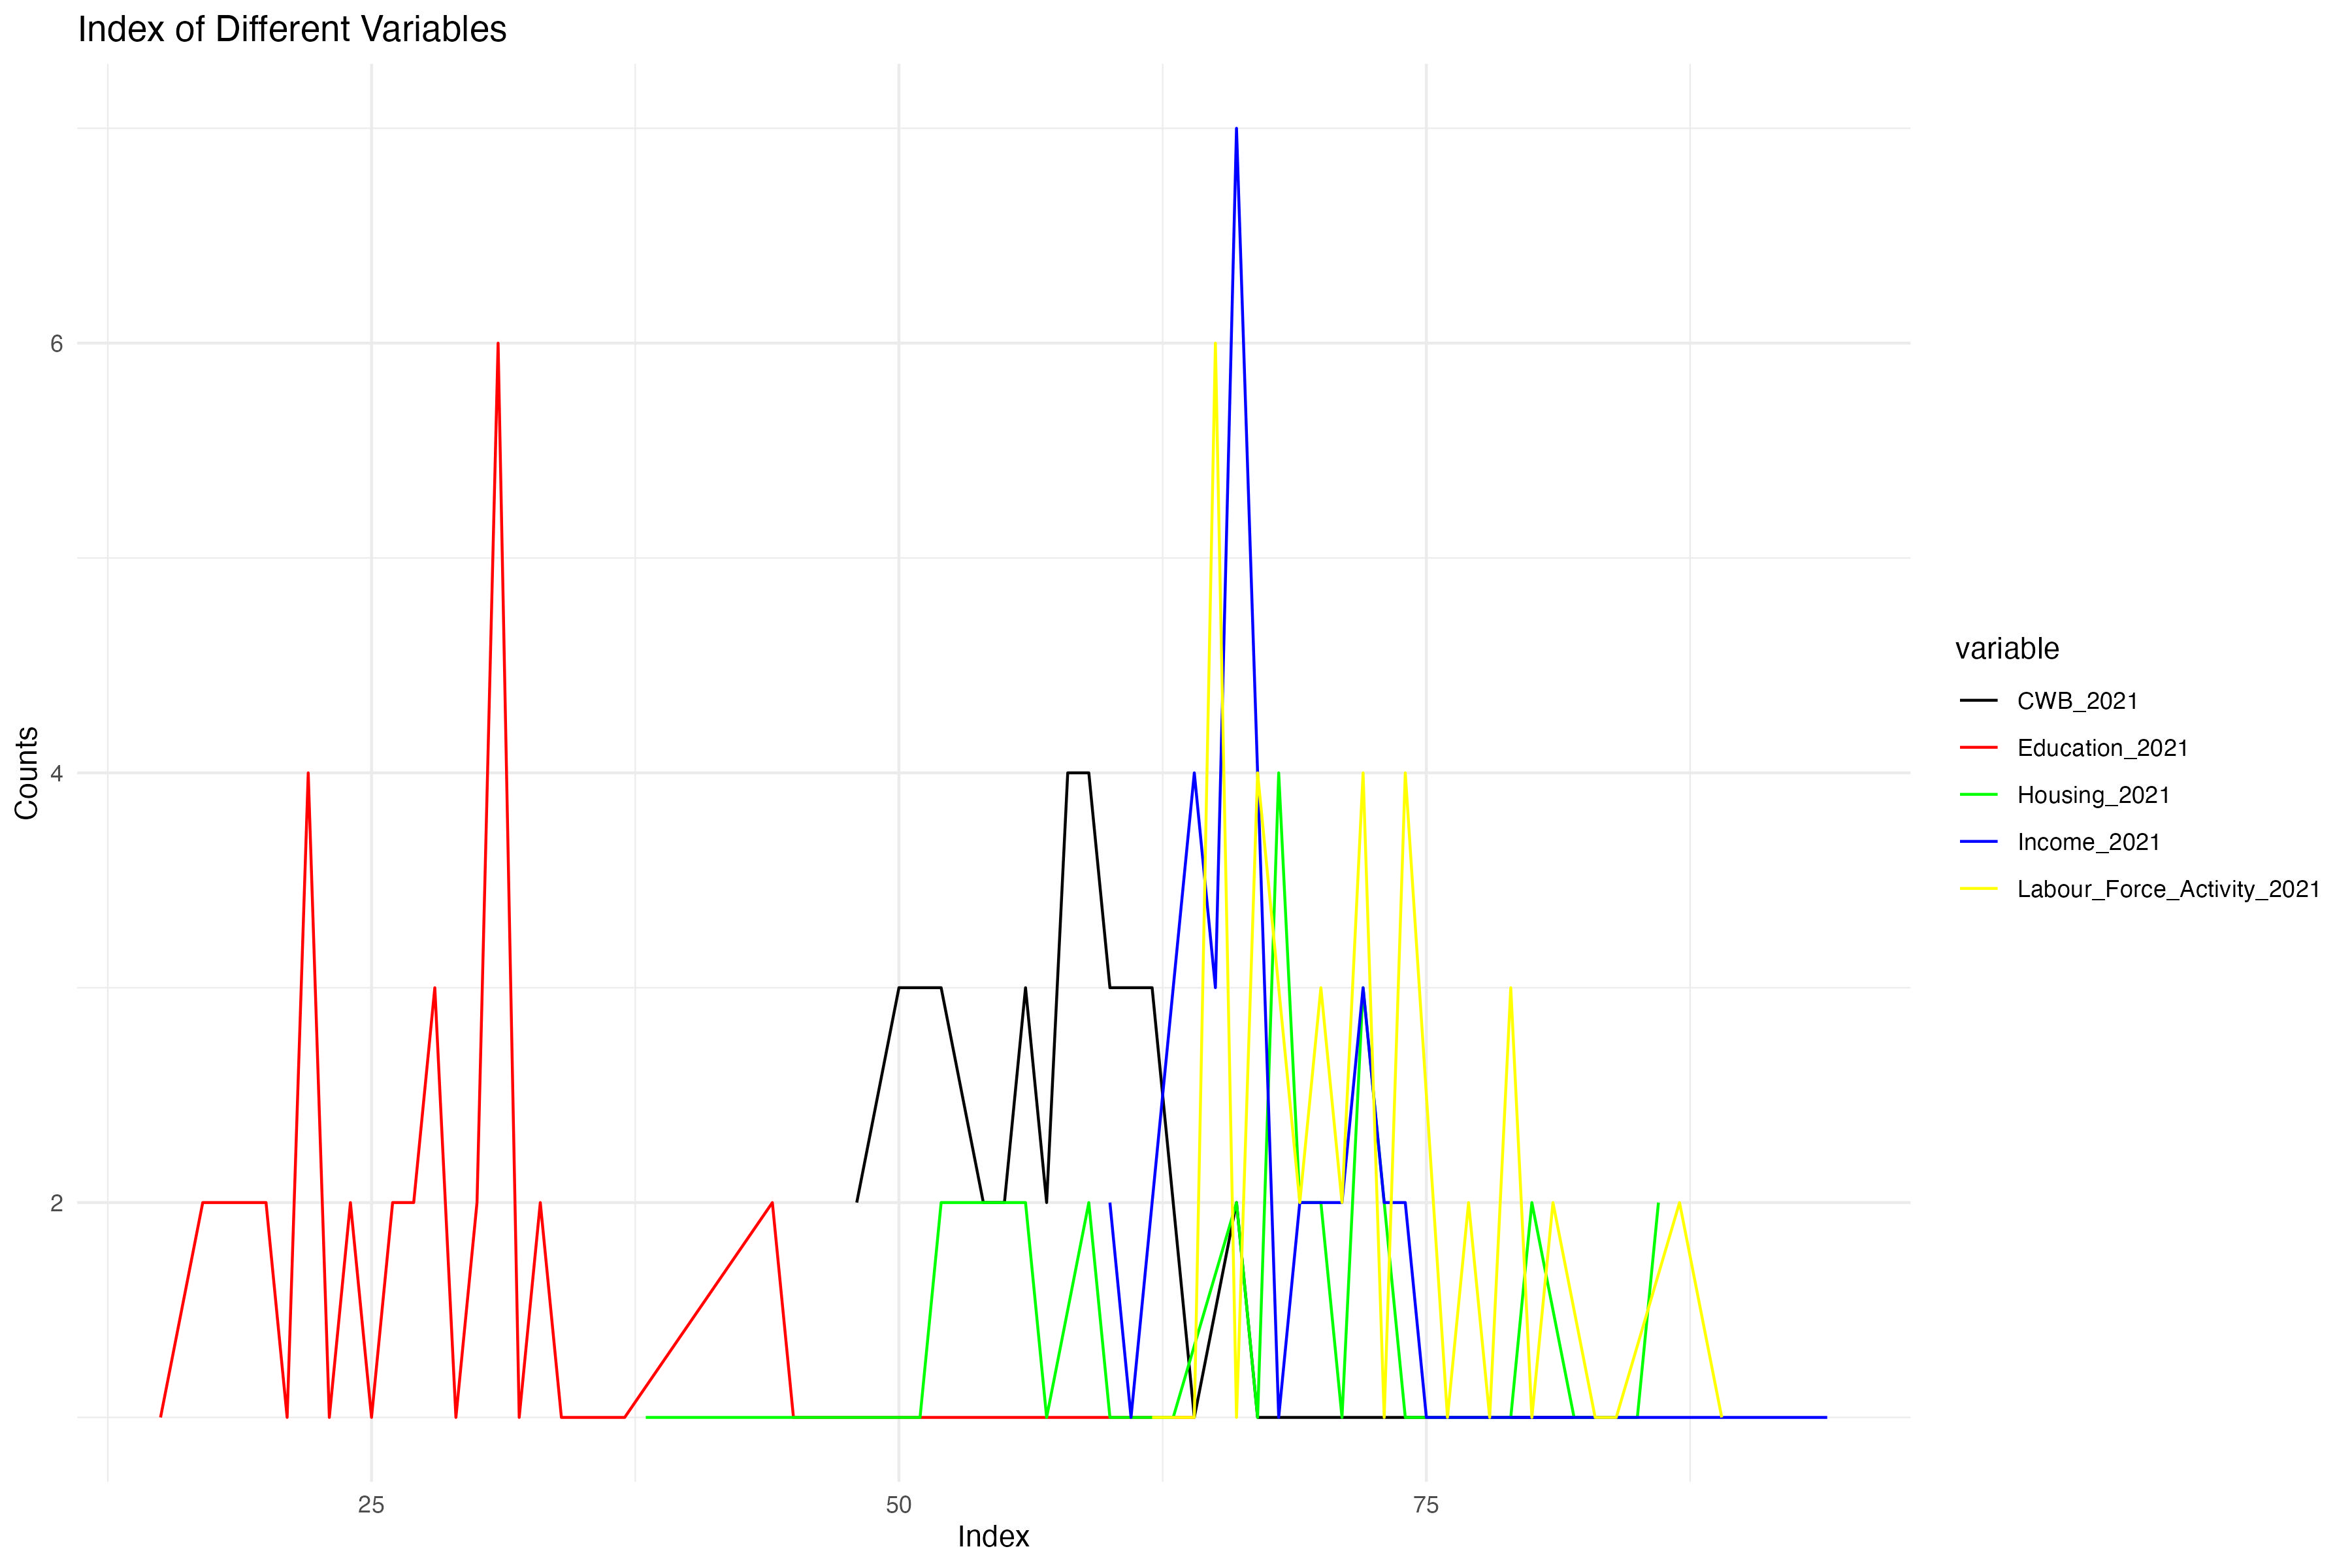 Index of Different Variables
Counts
6
4
2
25
50
75
Index
variable
CWB_2021
Education_2021
Housing_2021
Income_2021
Labour_Force_Activity_2021